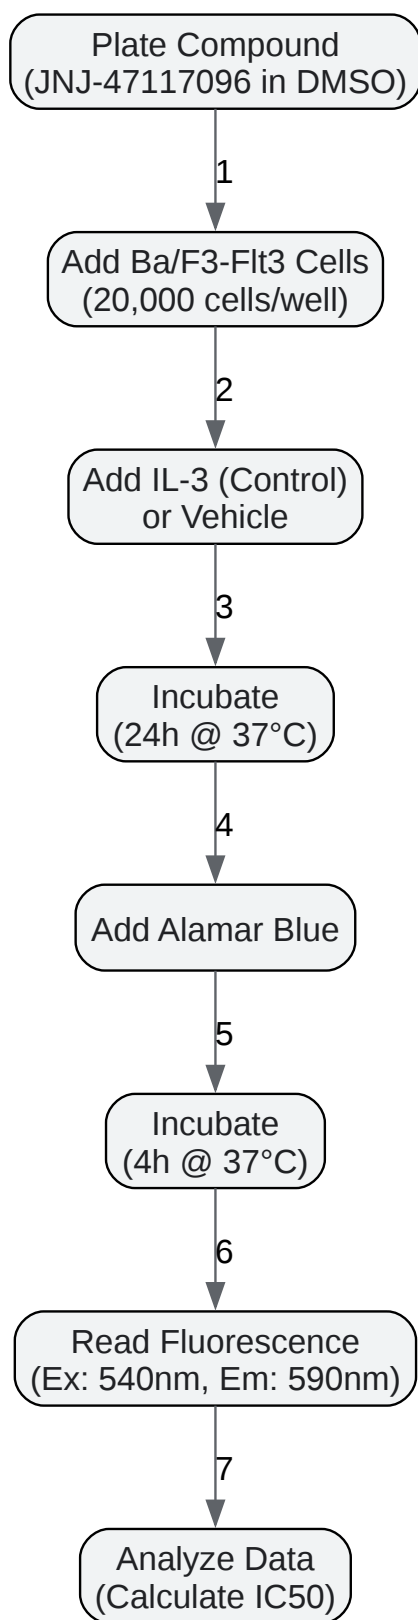 Plate Compound
(JNJ-47117096 in DMSO)
1
Add Ba/F3-Flt3 Cells
(20,000 cells/well)
2
Add IL-3 (Control)
or Vehicle
3
Incubate
(24h @ 37°C)
4
Add Alamar Blue
5
Incubate
(4h @ 37°C)
6
Read Fluorescence
(Ex: 540nm, Em: 590nm)
7
Analyze Data
(Calculate IC50)